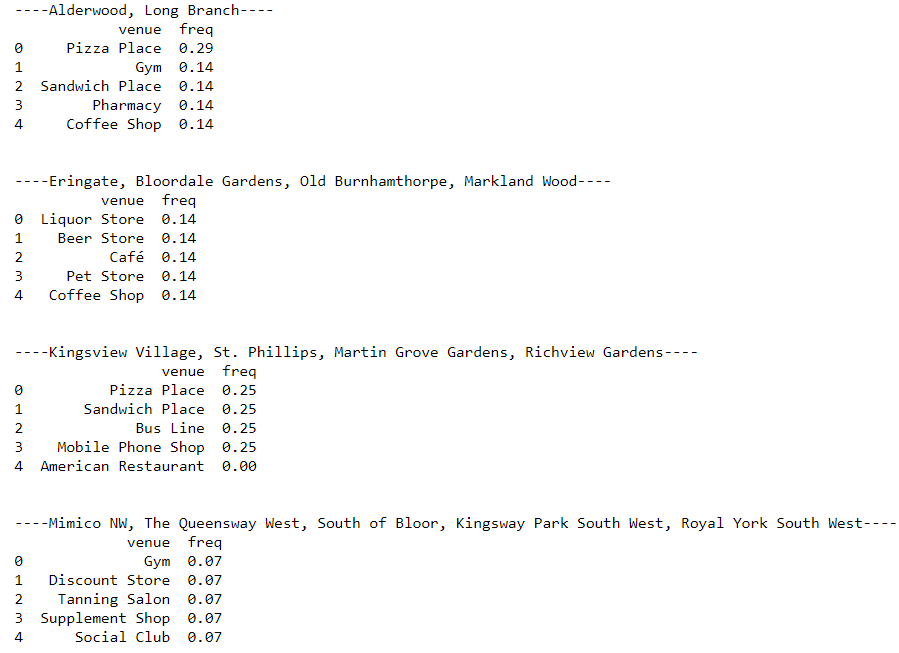 ----Alderwood, Long Branch----
            venue  freq
0     Pizza Place  0.29
1             Gym  0.14
2  Sandwich Place  0.14
3        Pharmacy  0.14
4     Coffee Shop  0.14
----Eringate, Bloordale Gardens, Old Burnhamthorpe, Markland Wood----
          venue  freq
0  Liquor Store  0.14
1    Beer Store  0.14
2          Café  0.14
3     Pet Store  0.14
4   Coffee Shop  0.14
----Kingsview Village, St. Phillips, Martin Grove Gardens, Richview Gardens----
                 venue  freq
0          Pizza Place  0.25
1       Sandwich Place  0.25
2             Bus Line  0.25
3    Mobile Phone Shop  0.25
4  American Restaurant  0.00
----Mimico NW, The Queensway West, South of Bloor, Kingsway Park South West, Royal York South West----
             venue  freq
0              Gym  0.07
1   Discount Store  0.07
2    Tanning Salon  0.07
3  Supplement Shop  0.07
4      Social Club  0.07